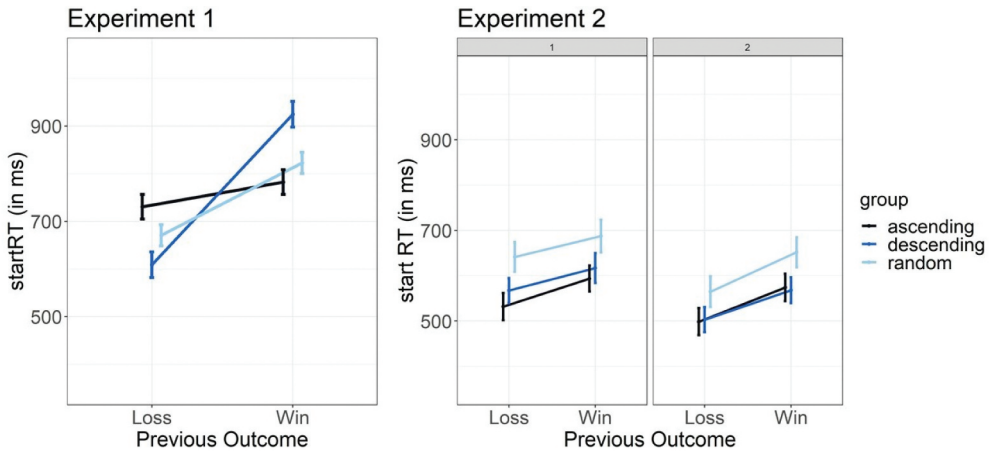 Experiment 1
startRT (in ms)
900
700
500
Loss
Win
Previous Outcome
Experiment 2
1
2
start RT (in ms)
900
700
500
Loss
Win
Loss
Win
Previous Outcome
group
ascending
descending
random